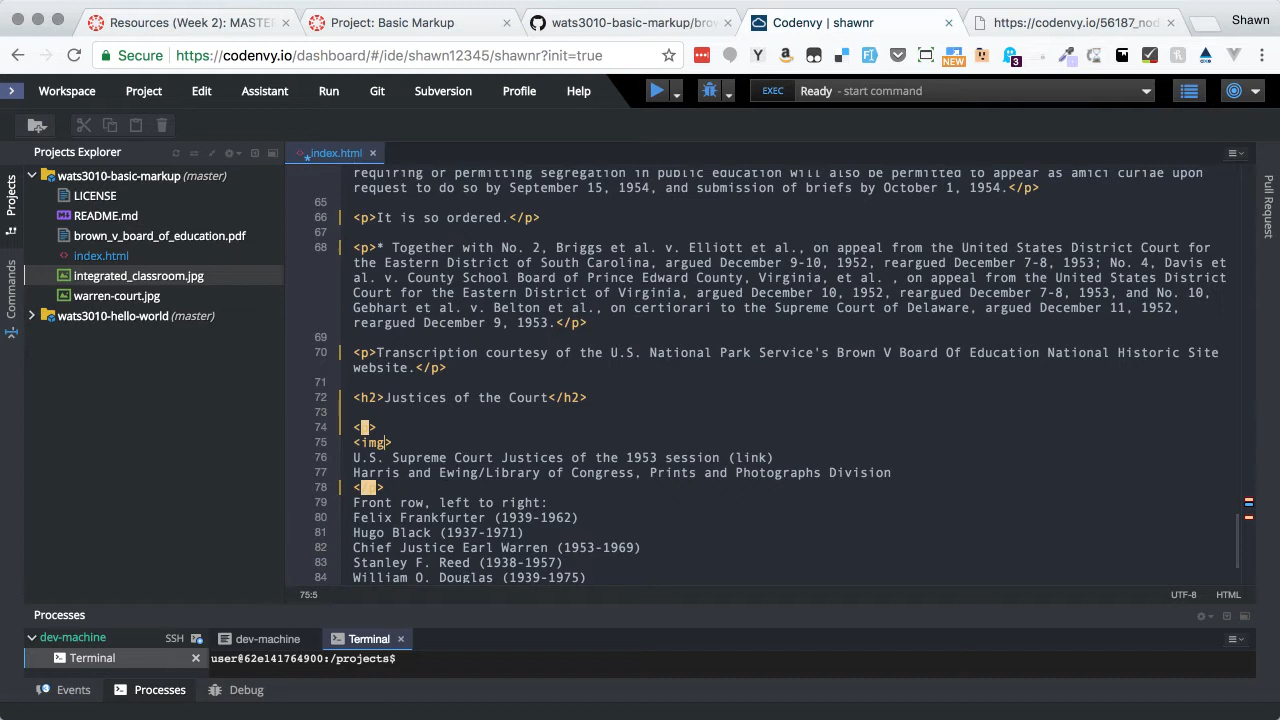 Resources (Week 2): MASTE
Project: Basic Markup
wats3010-basic-markup/bro
Codenvy | shawnr
https://codenvy.io/56187_nod
Shawn
Secure
https://codenvy.io/dashboard/#/ide/shawn12345/shawnr?init=true
NEW
3
Workspace Project Edit Assistant Run Git Subversion Profile Help
EXEC Ready - start command
Projects Explorer
index.html
Projects
Commands
Pull Request
wats3010-basic-markup (master)
LICENSE
README.md
brown_v_board_of_education.pdf
index.html
integrated_classroom.jpg
warren-court.jpg
wats3010-hello-world (master)
requiring or permitting segregation in public education will also be permitted to appear as amici curiae upon
request to do so by September 15, 1954, and submission of briefs by October 1, 1954.</p>
65
66 <p>It is so ordered.</p>
67
68 <p>* Together with No. 2, Briggs et al. v. Elliott et al., on appeal from the United States District Court for
the Eastern District of South Carolina, argued December 9-10, 1952, reargued December 7-8, 1953; No. 4, Davis et
al. v. County School Board of Prince Edward County, Virginia, et al. , on appeal from the United States District
Court for the Eastern District of Virginia, argued December 10, 1952, reargued December 7-8, 1953, and No. 10,
Gebhart et al. v. Belton et al., on certiorari to the Supreme Court of Delaware, argued December 11, 1952,
reargued December 9, 1953.</p>
69
70 <p>Transcription courtesy of the U.S. National Park Service's Brown V Board Of Education National Historic Site
website.</p>
71
72 <h2>Justices of the Court</h2>
73
74 <p>
75 <img>
76 U.S. Supreme Court Justices of the 1953 session (link)
77 Harris and Ewing/Library of Congress, Prints and Photographs Division
78 </p>
79 Front row, left to right:
80 Felix Frankfurter (1939-1962)
81 Hugo Black (1937-1971)
82 Chief Justice Earl Warren (1953-1969)
83 Stanley F. Reed (1938-1957)
84 William O. Douglas (1939-1975)
75:5 UTF-8 HTML
Processes
dev-machine SSH
dev-machine
Terminal
Terminal
user@62e141764900:/projects$
Events
Processes
Debug